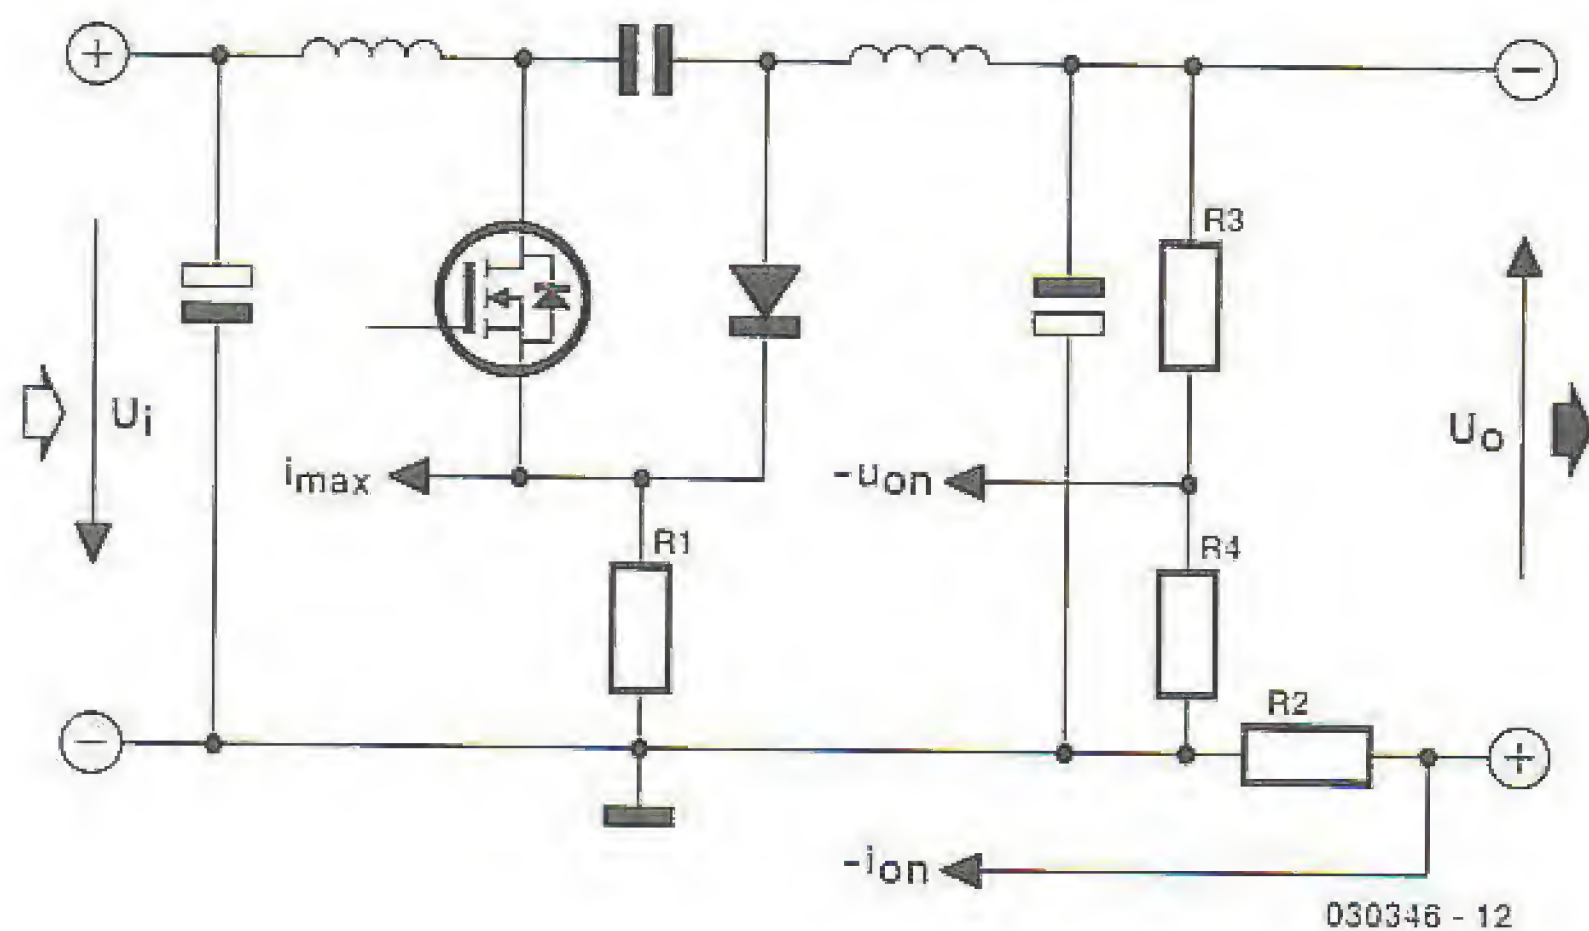 +
−
R3
Ui
Uo
imax
-uon
R1
R4
−
R2
+
-ion
030346 - 12